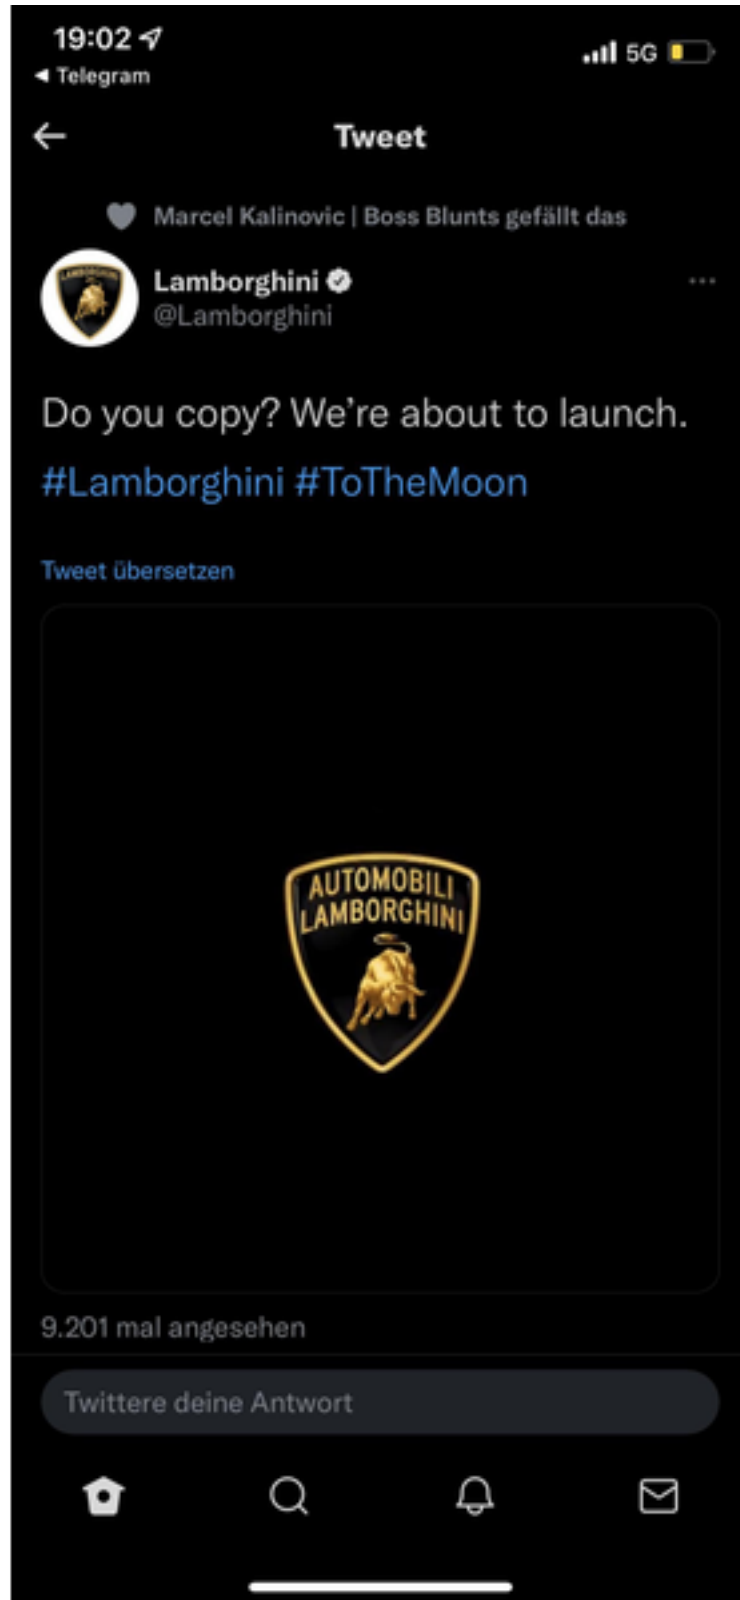 19:02
5G
◀ Telegram
Tweet
Marcel Kalinovic | Boss Blunts gefällt das
Lamborghini
@Lamborghini
Do you copy? We're about to launch.
#Lamborghini #ToTheMoon
Tweet übersetzen
AUTOMOBILI
LAMBORGHINI
9.201 mal angesehen
Twittere deine Antwort